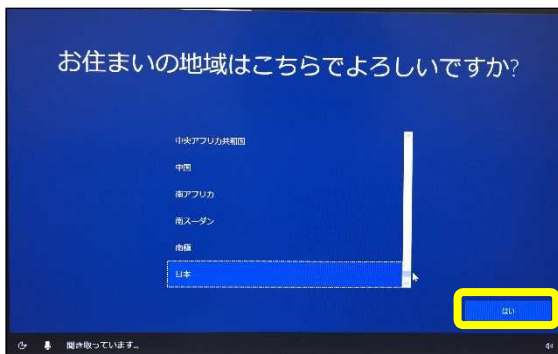 お住まいの地域はこちらでよろしいですか?
中央アフリカ共和国
中国
南アフリカ
南スーダン
南極
日本
はい
聞き取っています...